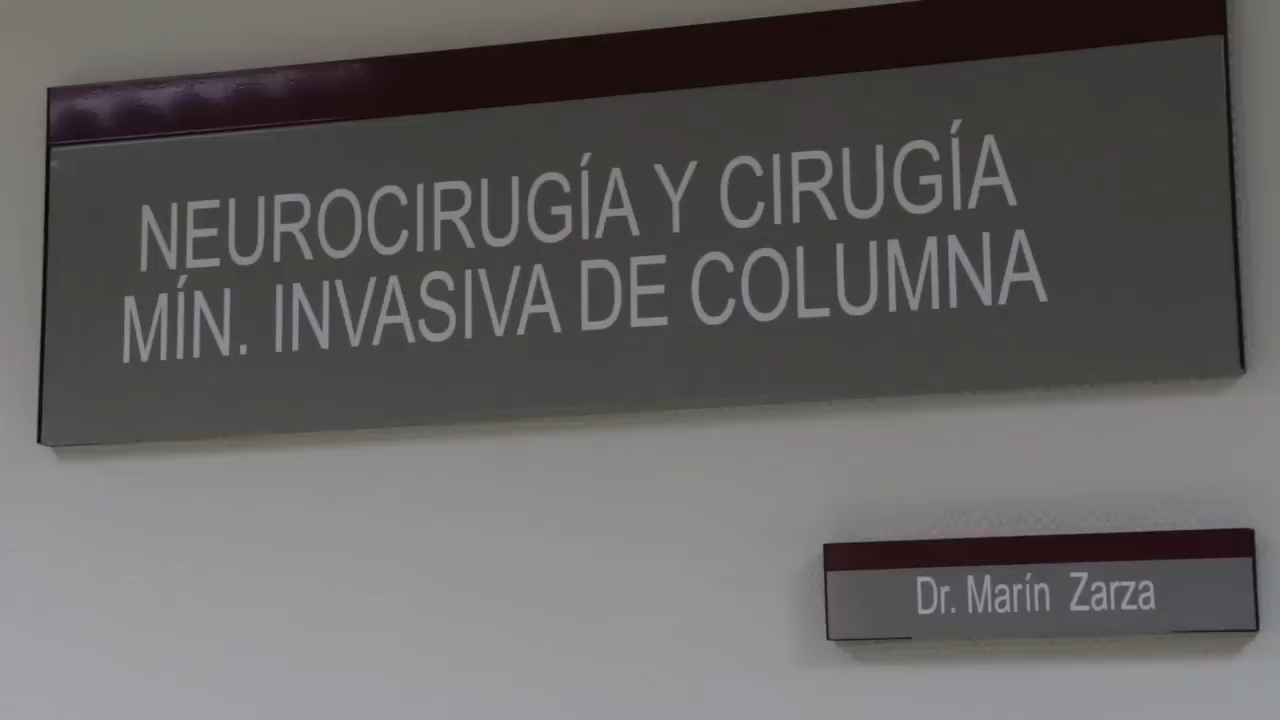 NEUROCIRUGÍA Y CIRUGÍA
MÍN. INVASIVA DE COLUMNA
Dr. Marín Zarza